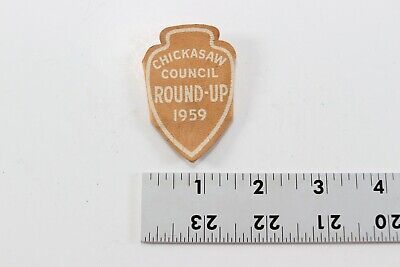 CHICKASAW
COUNCIL
ROUND-UP
1959
1 2 3 4
23 22 21 20